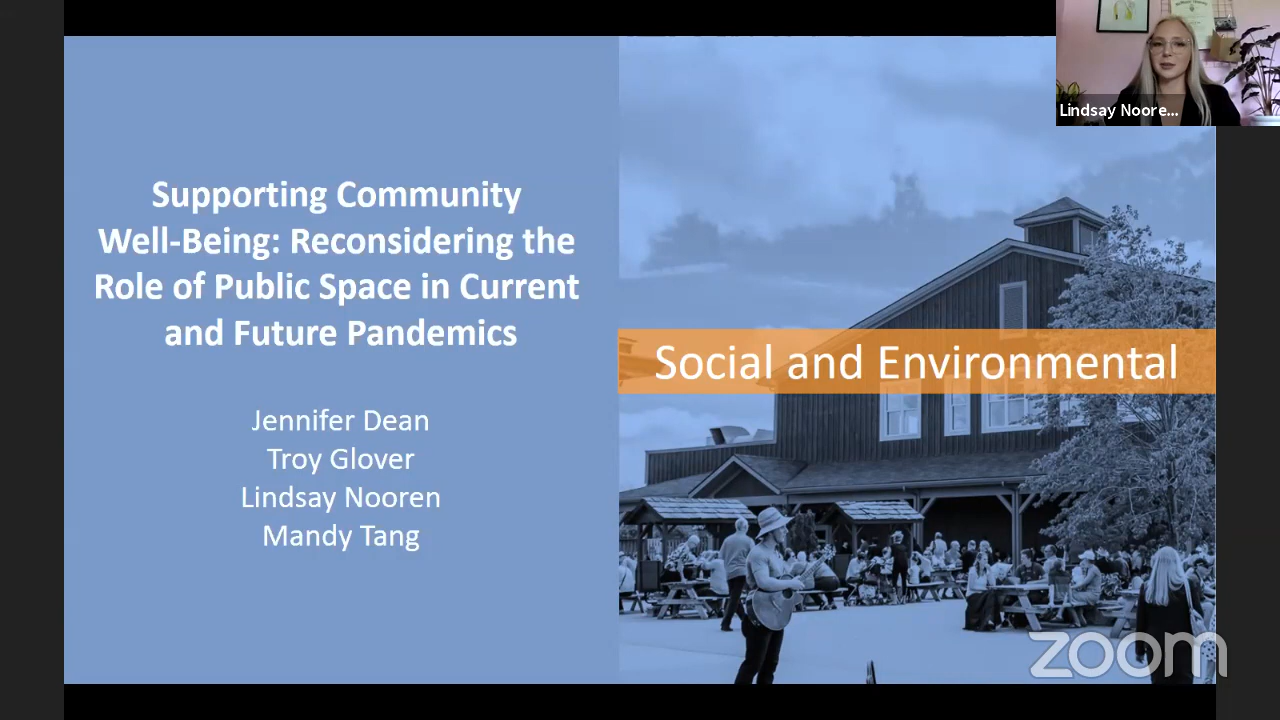 Supporting Community
Well-Being: Reconsidering the
Role of Public Space in Current
and Future Pandemics
Jennifer Dean
Troy Glover
Lindsay Nooren
Mandy Tang
Social and Environmental
Lindsay Noore...
zoom